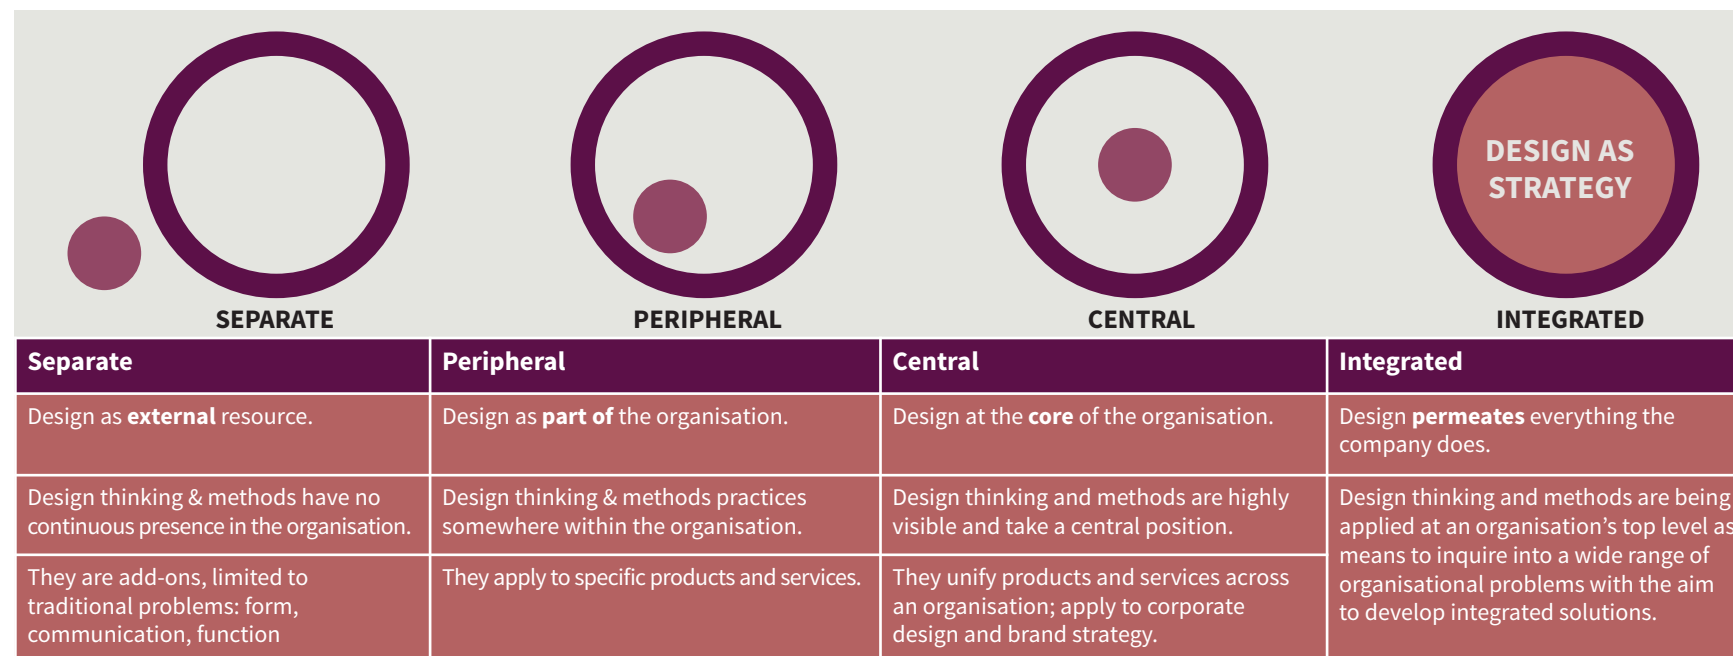 DESIGN AS
STRATEGY
SEPARATE
PERIPHERAL
CENTRAL
INTEGRATED
Separate
Peripheral
Central
Integrated
Design as external resource.
Design as part of the organisation.
Design at the core of the organisation.
Design permeates everything the
company does.
Design thinking & methods have no
continuous presence in the organisation.
Design thinking & methods practices
somewhere within the organisation.
Design thinking and methods are highly
visible and take a central position.
Design thinking and methods are being
applied at an organisation’s top level as
means to inquire into a wide range of
organisational problems with the aim
to develop integrated solutions.
They are add-ons, limited to
traditional problems: form,
communication, function
They apply to specific products and services.
They unify products and services across
an organisation; apply to corporate
design and brand strategy.